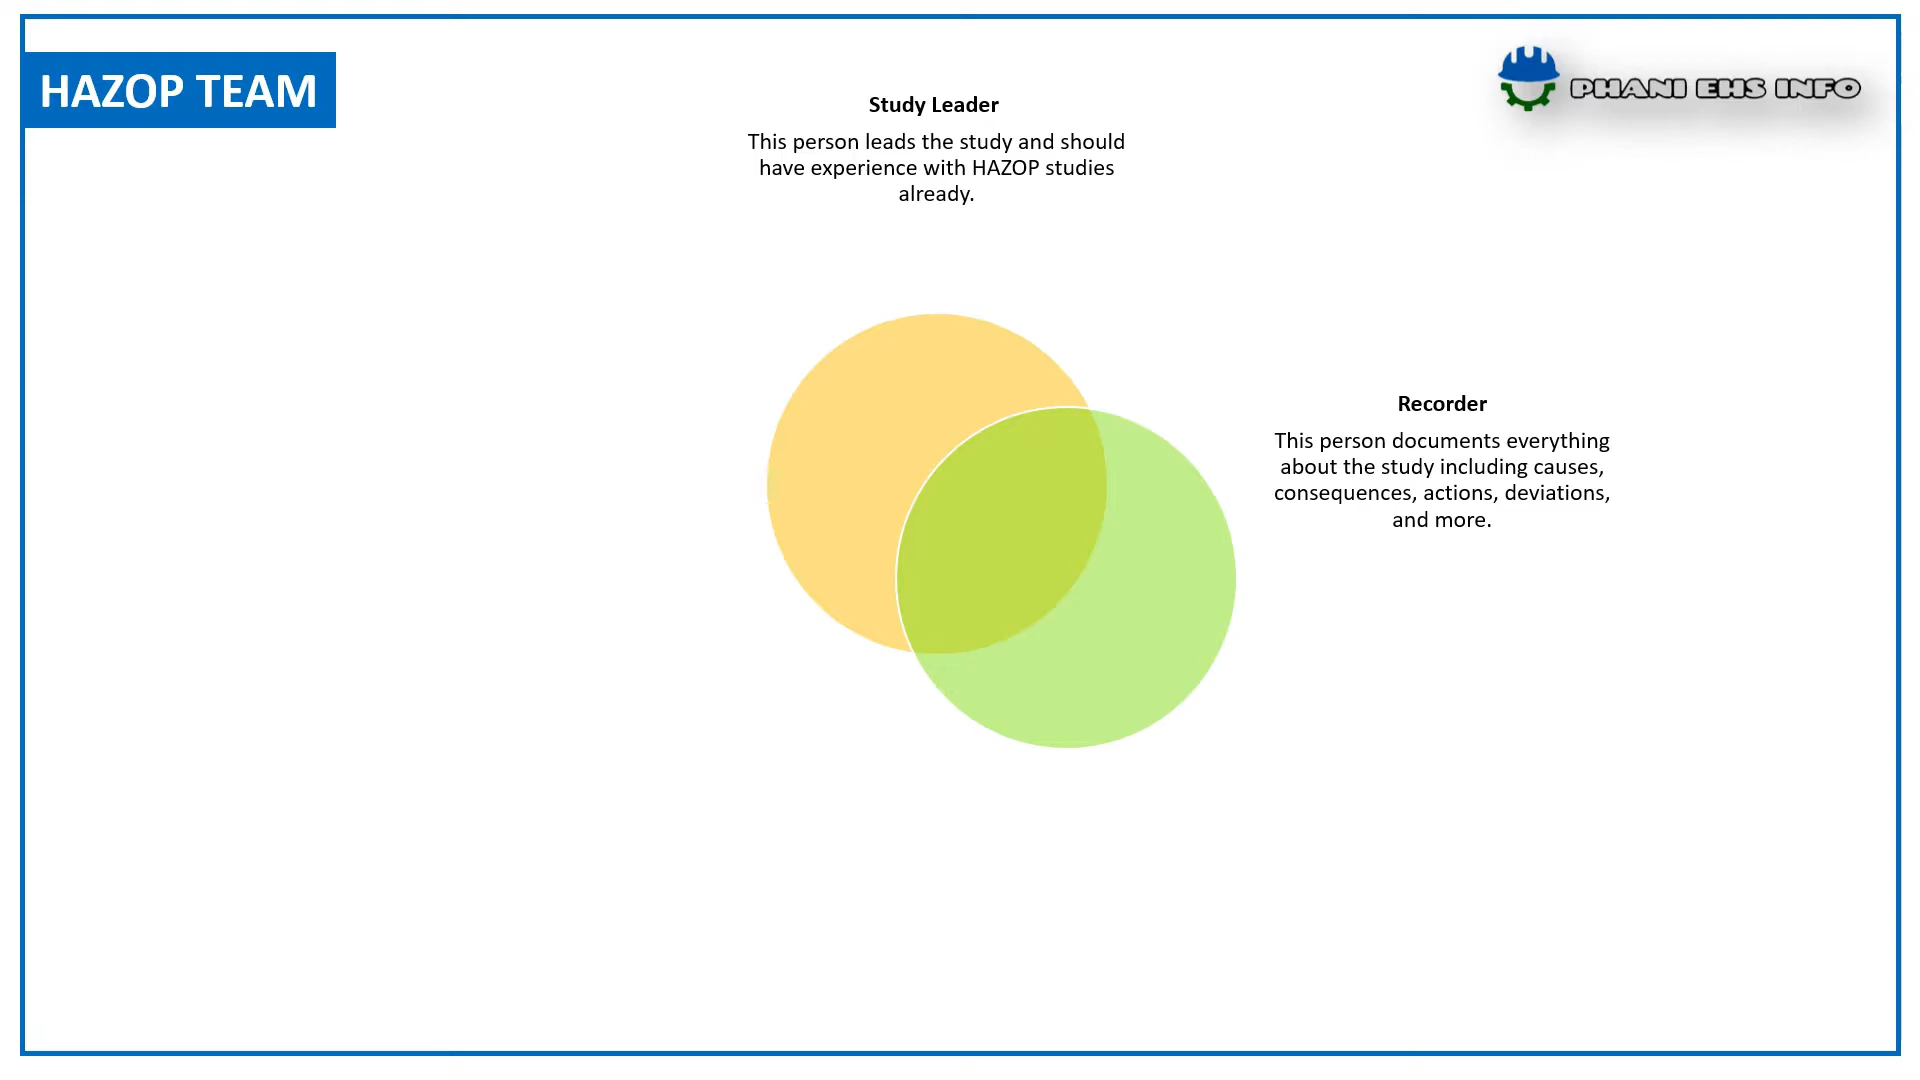 HAZOP TEAM
PHANI EHS INFO
Study Leader
This person leads the study and should
have experience with HAZOP studies
already.
Recorder
This person documents everything
about the study including causes,
consequences, actions, deviations,
and more.